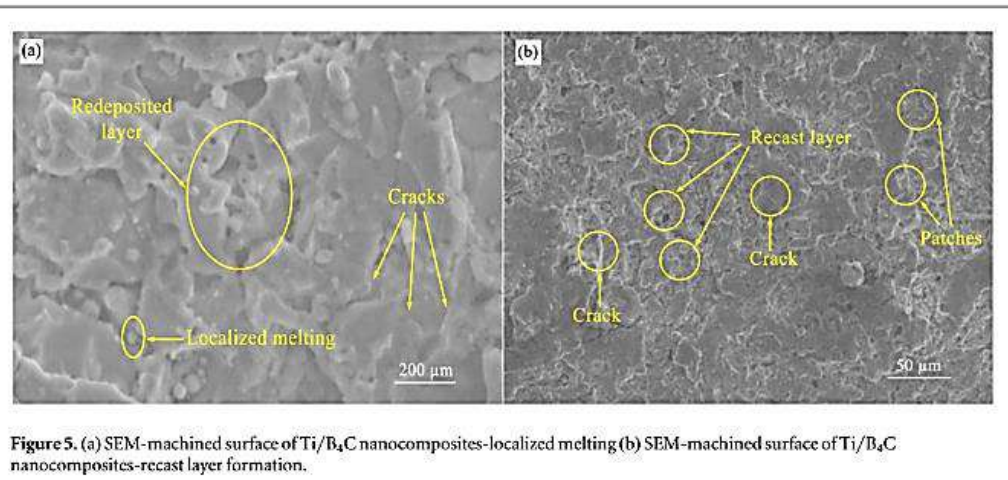 (a)
Redeposited
layer
Cracks
Localized melting
200 μm
(b)
Recast layer
Patches
Crack
Crack
50 μm
Figure 5. (a) SEM-machined surface of Ti/B₄C nanocomposites-localized melting (b) SEM-machined surface of Ti/B₄C
nanocomposites-recast layer formation.